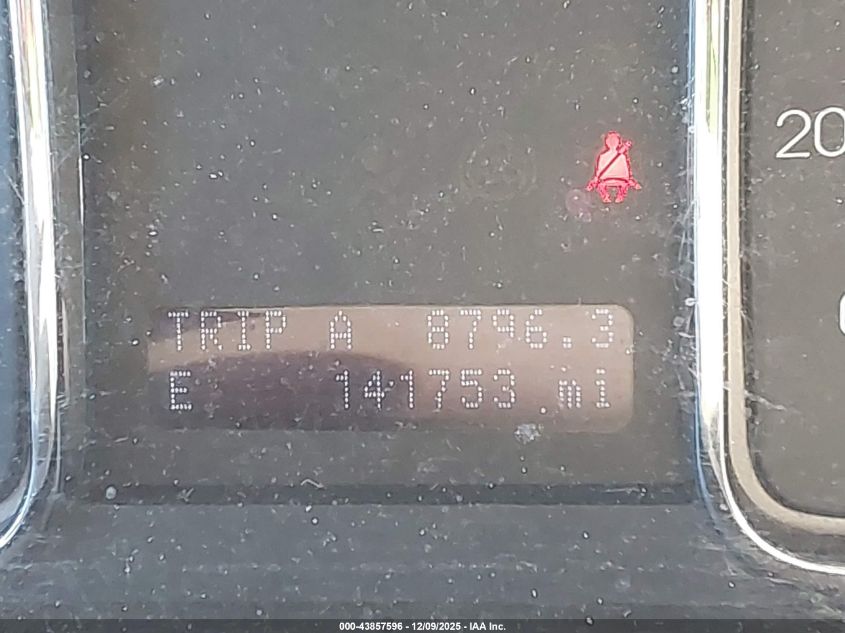 20
TRIP A 8796.3
E 141753 mi
000-43857596 - 12/09/2025 - IAA Inc.